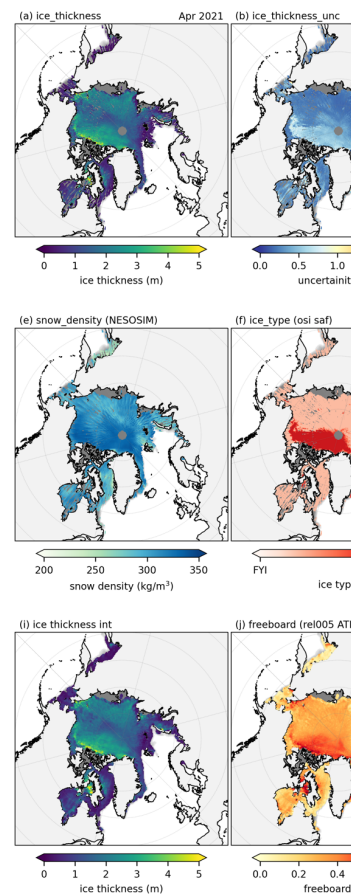 (a) ice_thickness Apr 2021 (b) ice_thickness_unc
0 1 2 3 4 5 0.0 0.5 1.0
ice thickness (m) uncertainit
(e) snow_density (NESOSIM) (f) ice_type (osi saf)
200 250 300 350 FYI
snow density (kg/m³) ice typ
(i) ice thickness int (j) freeboard (rel005 ATL
0 1 2 3 4 5 0.0 0.2 0.4
ice thickness (m) freeboard